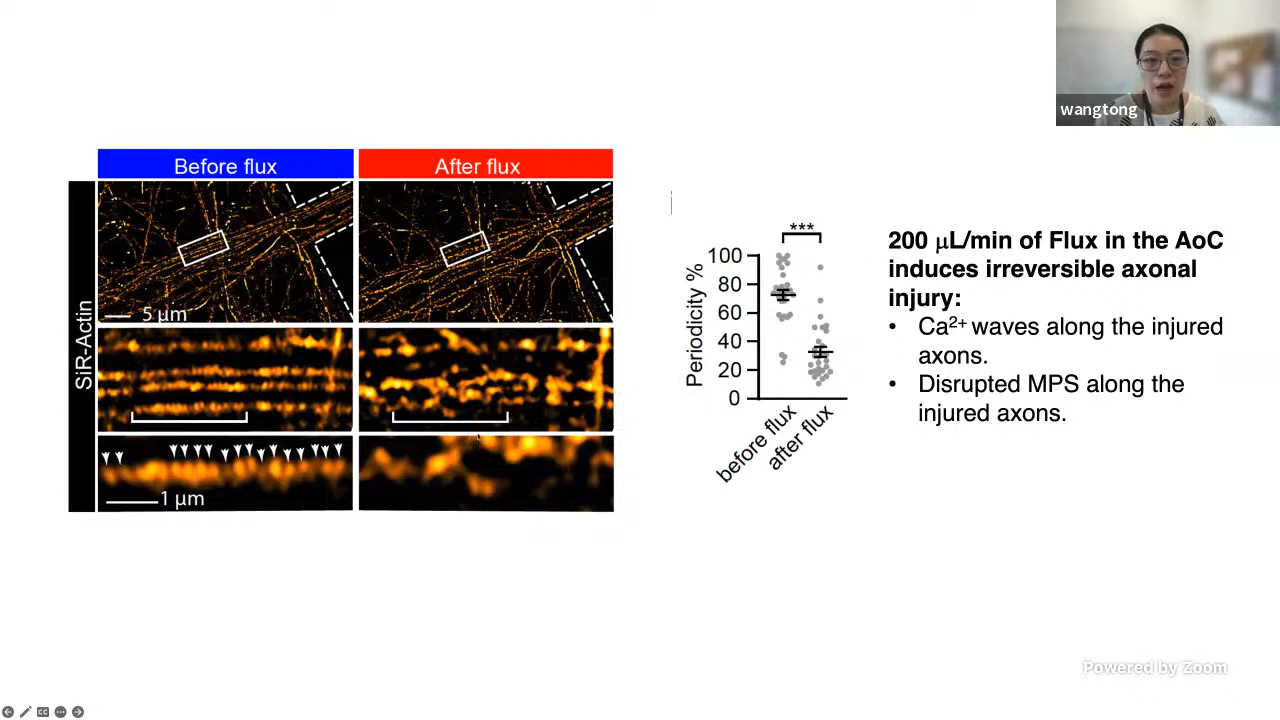 wangtong
Before flux
After flux
SiR-Actin
5 µm
1 µm
***
Periodicity %
100
80
60
40
20
0
before flux
after flux
200 µL/min of Flux in the AoC
induces irreversible axonal
injury:
• Ca²⁺ waves along the injured
axons.
• Disrupted MPS along the
injured axons.
Powered by Zoom